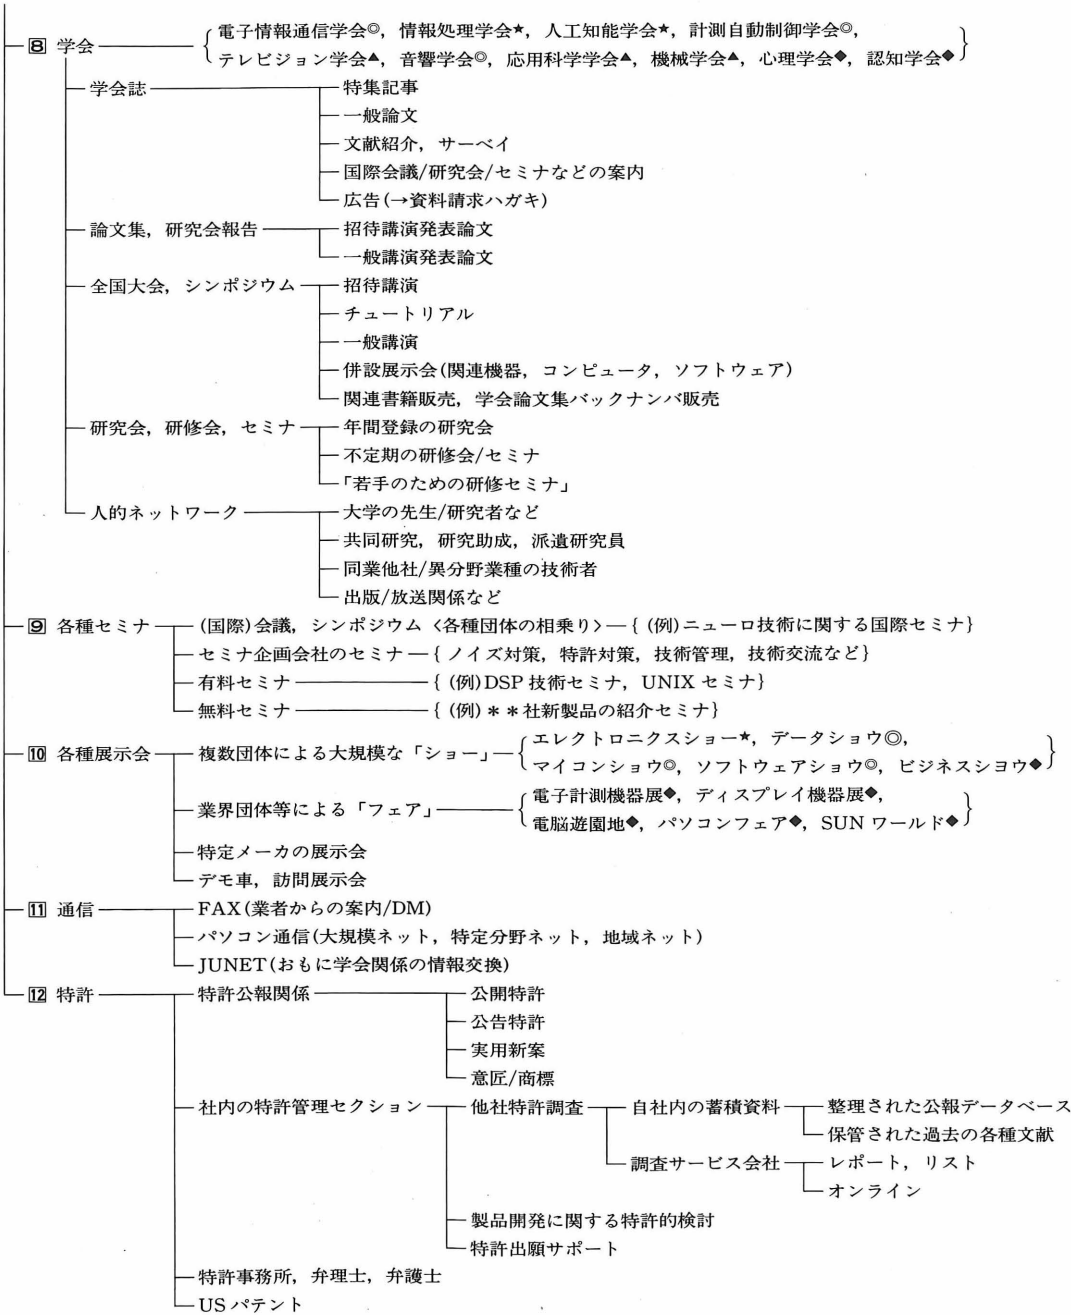 8 学会
電子情報通信学会◎, 情報処理学会★, 人工知能学会★, 計測自動制御学会◎,
テレビジョン学会▲, 音響学会◎, 応用科学学会▲, 機械学会▲, 心理学会◆, 認知学会◆
学会誌
特集記事
一般論文
文献紹介, サーベイ
国際会議/研究会/セミナなどの案内
広告(→資料請求ハガキ)
論文集, 研究会報告
招待講演発表論文
一般講演発表論文
全国大会, シンポジウム
招待講演
チュートリアル
一般講演
併設展示会(関連機器, コンピュータ, ソフトウェア)
関連書籍販売, 学会論文集バックナンバ販売
研究会, 研修会, セミナ
年間登録の研究会
不定期の研修会/セミナ
「若手のための研修セミナ」
人的ネットワーク
大学の先生/研究者など
共同研究, 研究助成, 派遣研究員
同業他社/異分野業種の技術者
出版/放送関係など
9 各種セミナ
(国際)会議, シンポジウム〈各種団体の相乗り〉―{(例)ニューロ技術に関する国際セミナ}
セミナ企画会社のセミナ―{ノイズ対策, 特許対策, 技術管理, 技術交流など}
有料セミナ―{(例)DSP技術セミナ, UNIXセミナ}
無料セミナ―{(例)**社新製品の紹介セミナ}
10 各種展示会
複数団体による大規模な「ショー」
エレクトロニクスショー★, データショウ◎,
マイコンショウ◎, ソフトウェアショウ◎, ビジネスシヨウ◆
業界団体等による「フェア」
電子計測機器展◆, ディスプレイ機器展◆,
電脳遊園地◆, パソコンフェア◆, SUNワールド◆
特定メーカの展示会
デモ車, 訪問展示会
11 通信
FAX(業者からの案内/DM)
パソコン通信(大規模ネット, 特定分野ネット, 地域ネット)
JUNET(おもに学会関係の情報交換)
12 特許
特許公報関係
公開特許
公告特許
実用新案
意匠/商標
社内の特許管理セクション
他社特許調査
自社内の蓄積資料
整理された公報データベース
保管された過去の各種文献
調査サービス会社
レポート, リスト
オンライン
製品開発に関する特許的検討
特許出願サポート
特許事務所, 弁理士, 弁護士
USパテント